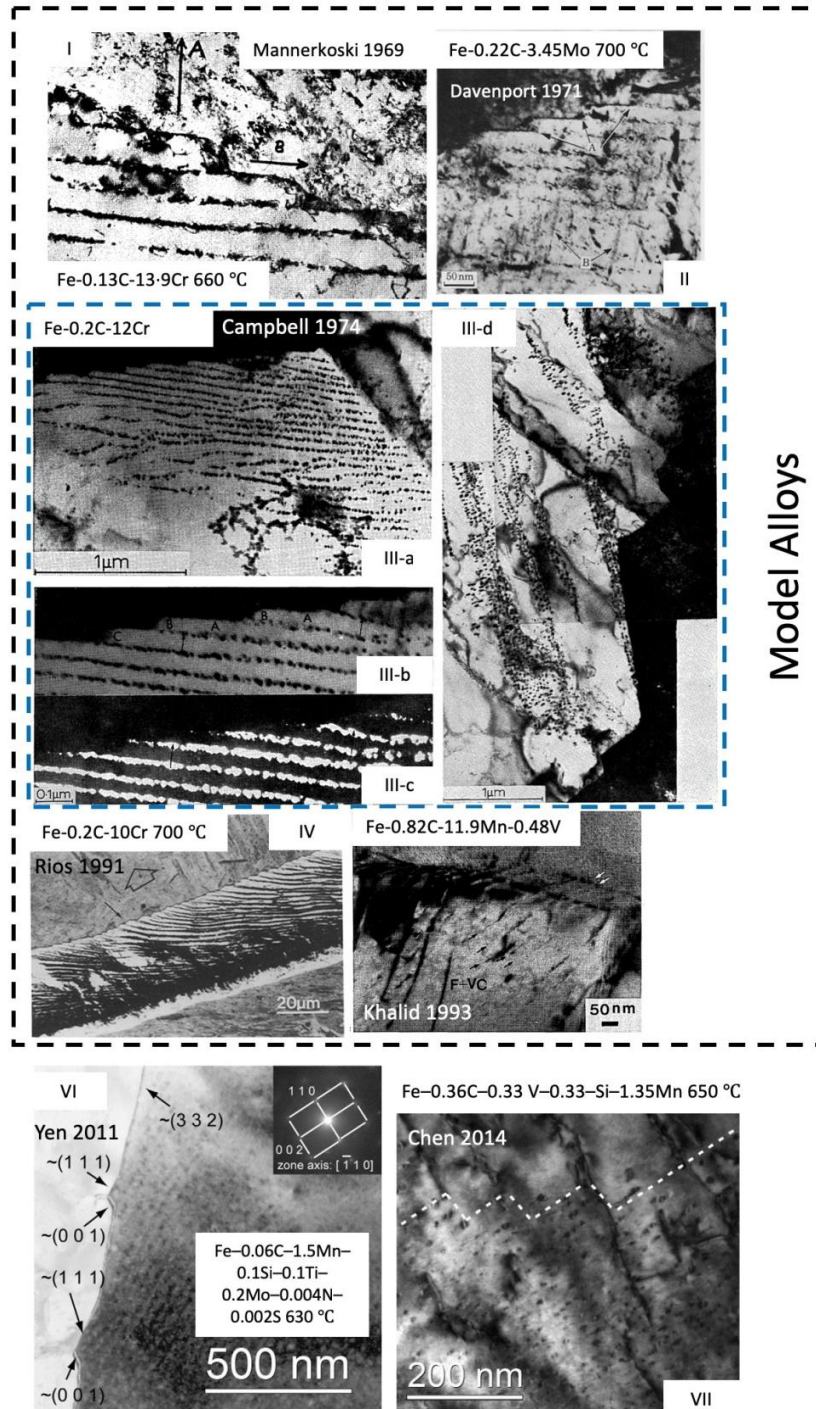 I
A
Mannerkoski 1969
B
Fe-0.13C-13·9Cr 660 ℃
Fe-0.22C-3.45Mo 700 ℃
Davenport 1971
A
B
50nm
II
Fe-0.2C-12Cr
Campbell 1974
1μm
III-a
B
A
B
A
C
III-b
III-c
0·1μm
III-d
1μm
Fe-0.2C-10Cr 700 ℃
IV
Rios 1991
20μm
Fe-0.82C-11.9Mn-0.48V
F-VC
Khalid 1993
50nm
Model Alloys
VI
Yen 2011
~(3 3 2)
1 1 0
0 0 2
zone axis: [1̅ 1 0]
~(1 1 1)
~(0 0 1)
~(1 1 1)
~(0 0 1)
Fe–0.06C–1.5Mn–
0.1Si–0.1Ti–
0.2Mo–0.004N–
0.002S 630 ℃
500 nm
Fe–0.36C–0.33 V–0.33–Si–1.35Mn 650 ℃
Chen 2014
200 nm
VII